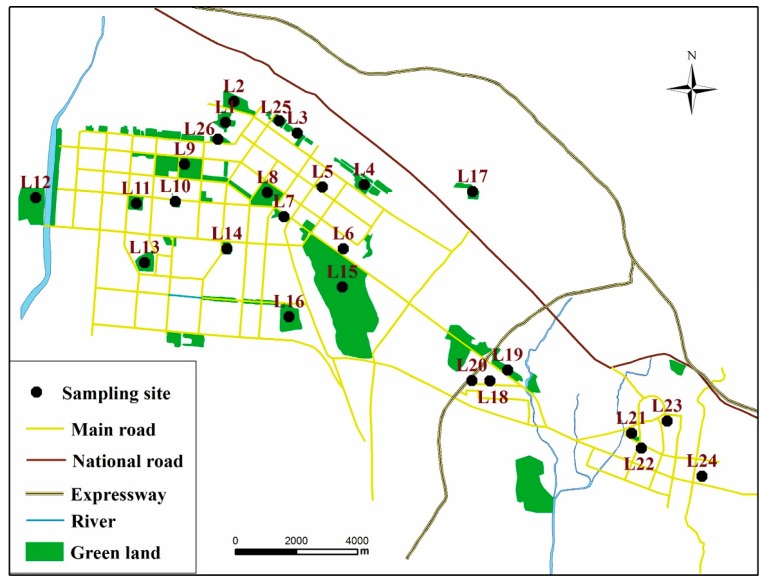 N
L2
L1
L25
L3
L26
L9
L17
L4
L5
L8
L12
L11
L10
L7
L14
L6
L13
L15
L16
L19
L20
L18
L23
L21
L22
L24
Sampling site
Main road
National road
Expressway
River
Green land
0 2000 4000
m